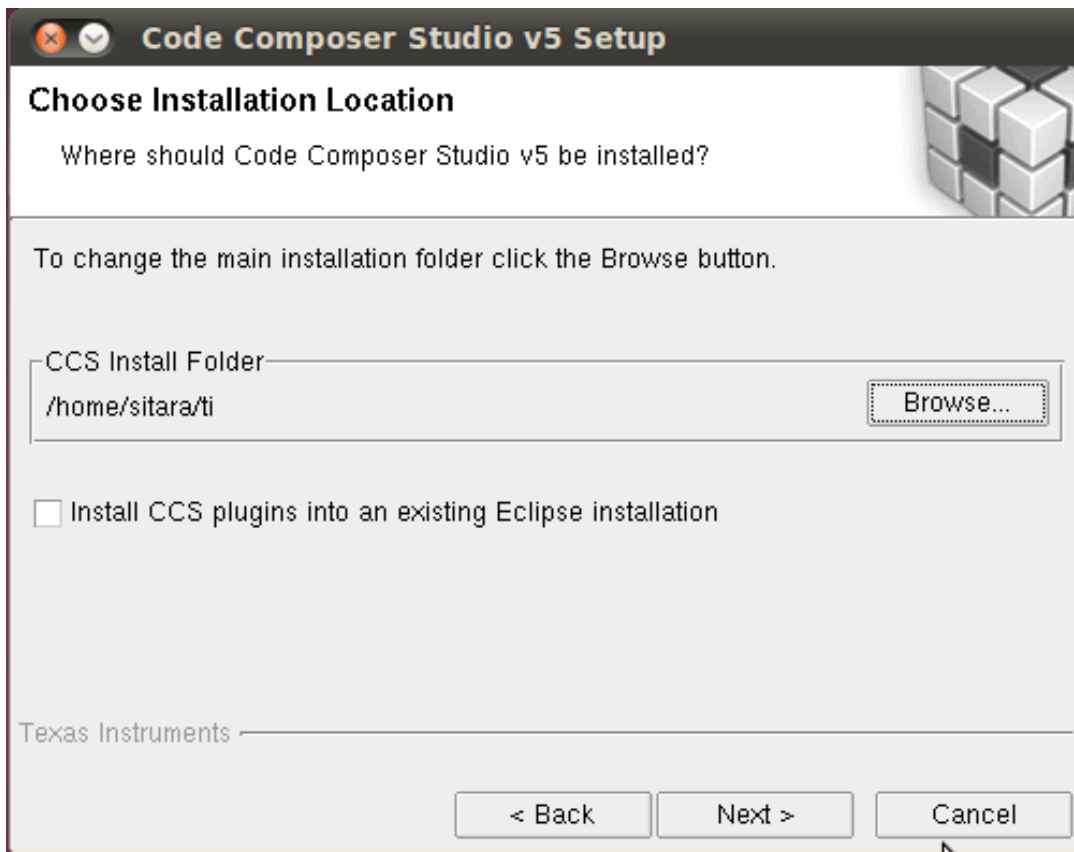 Code Composer Studio v5 Setup
Choose Installation Location
Where should Code Composer Studio v5 be installed?
To change the main installation folder click the Browse button.
CCS Install Folder
/home/sitara/ti
Browse...
Install CCS plugins into an existing Eclipse installation
Texas Instruments
< Back
Next >
Cancel